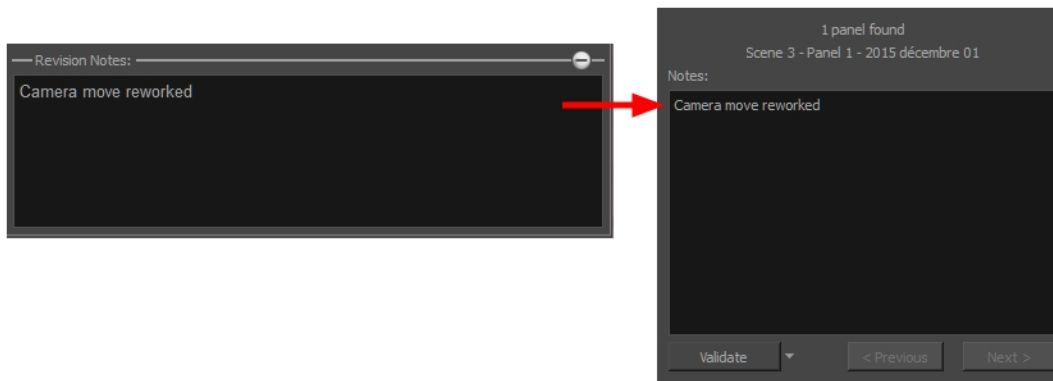 Revision Notes:
Camera move reworked
1 panel found
Scene 3 - Panel 1 - 2015 décembre 01
Notes:
Camera move reworked
Validate
< Previous
Next >